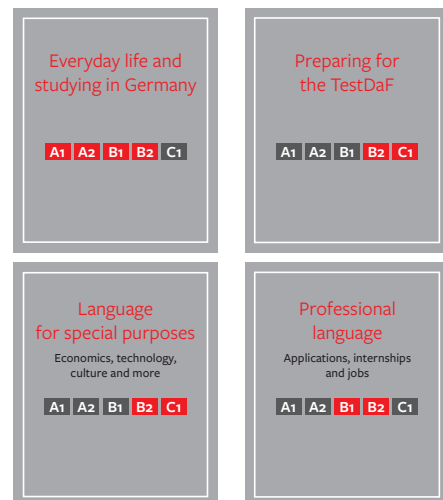 Everyday life and
studying in Germany
A1 A2 B1 B2 C1
Preparing for
the TestDaF
A1 A2 B1 B2 C1
Language
for special purposes
Economics, technology,
culture and more
A1 A2 B1 B2 C1
Professional
language
Applications, internships
and jobs
A1 A2 B1 B2 C1